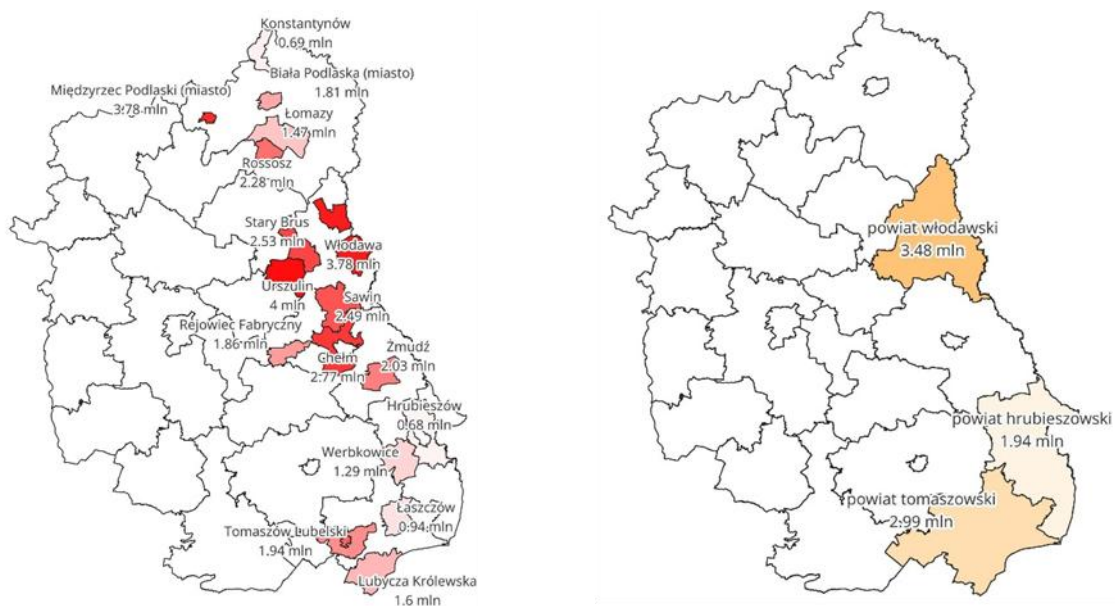 Konstantynów
0.69 mln
Biała Podlaska (miasto)
1.81 mln
Międzyrzec Podlaski (miasto)
3.78 mln
Łomazy
1.47 mln
Rossosz
2.28 mln
Stary Brus
2.53 mln
Włodawa
3.78 mln
Urszulin
4 mln
Sawin
2.49 mln
Rejowiec Fabryczny
1.86 mln
Chełm
2.77 mln
Żmudź
2.03 mln
Hrubieszów
0.68 mln
Werbkowice
1.29 mln
Łaszczów
0.94 mln
Tomaszów Lubelski
1.94 mln
Lubycza Królewska
1.6 mln
powiat włodawski
3.48 mln
powiat hrubieszowski
1.94 mln
powiat tomaszowski
2.99 mln